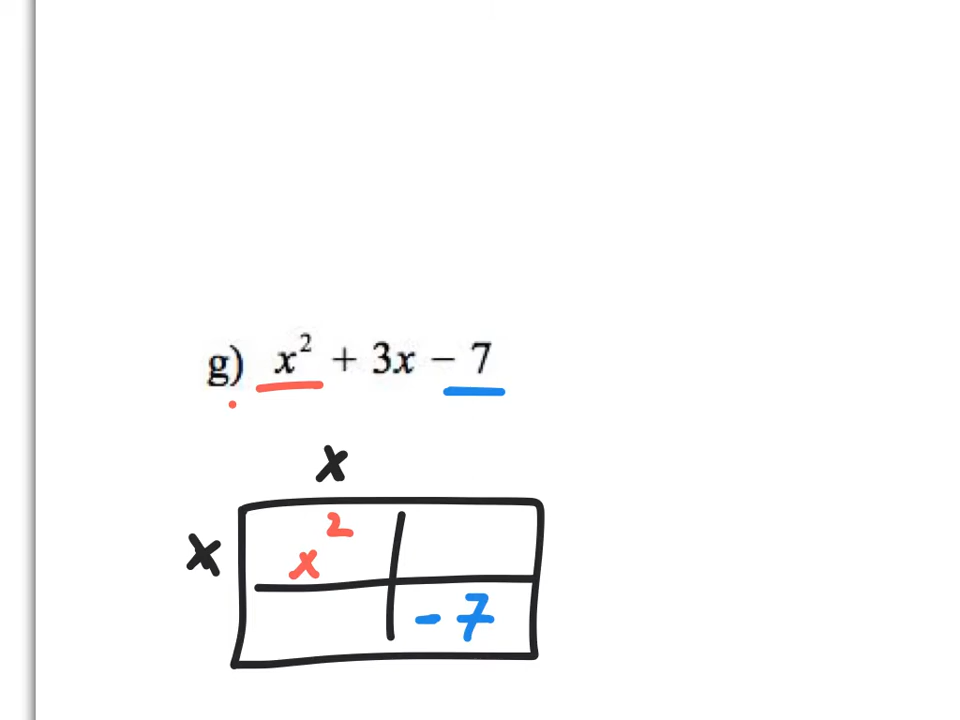 g) x² + 3x − 7
x
x x²
-7